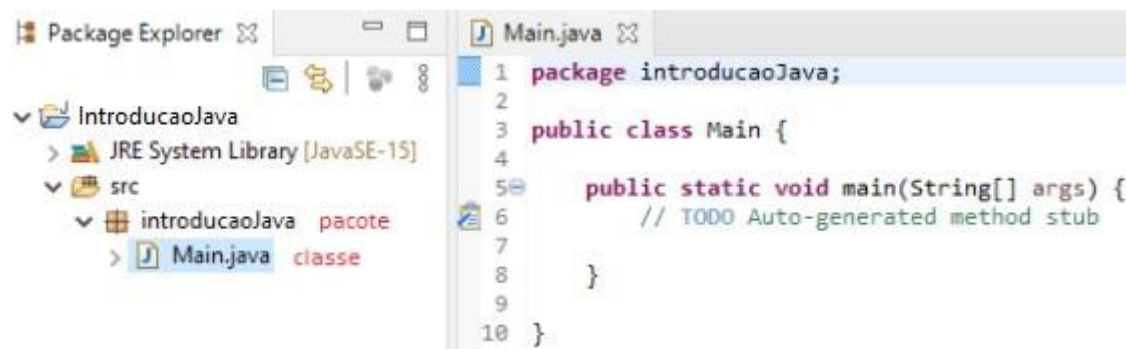 Package Explorer
IntroducaoJava
JRE System Library [JavaSE-15]
src
introducaoJava pacote
Main.java classe
Main.java
1 package introducaoJava;
2
3 public class Main {
4
5 public static void main(String[] args) {
6 // TODO Auto-generated method stub
7
8 }
9
10 }